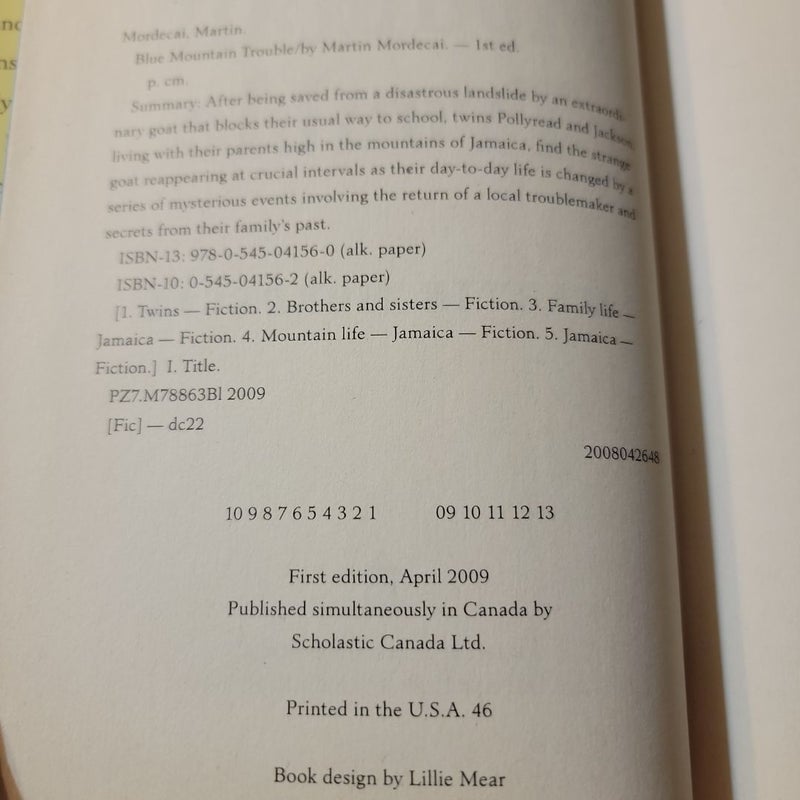 Mordecai, Martin.
Blue Mountain Trouble/by Martin Mordecai. — 1st ed.
p. cm.
Summary: After being saved from a disastrous landslide by an extraordi-
nary goat that blocks their usual way to school, twins Pollyread and Jackson,
living with their parents high in the mountains of Jamaica, find the strange
goat reappearing at crucial intervals as their day-to-day life is changed by a
series of mysterious events involving the return of a local troublemaker and
secrets from their family's past.
ISBN-13: 978-0-545-04156-0 (alk. paper)
ISBN-10: 0-545-04156-2 (alk. paper)
[1. Twins — Fiction. 2. Brothers and sisters — Fiction. 3. Family life —
Jamaica — Fiction. 4. Mountain life — Jamaica — Fiction. 5. Jamaica —
Fiction.] I. Title.
PZ7.M78863Bl 2009
[Fic] — dc22
2008042648
10 9 8 7 6 5 4 3 2 1 09 10 11 12 13
First edition, April 2009
Published simultaneously in Canada by
Scholastic Canada Ltd.
Printed in the U.S.A. 46
Book design by Lillie Mear